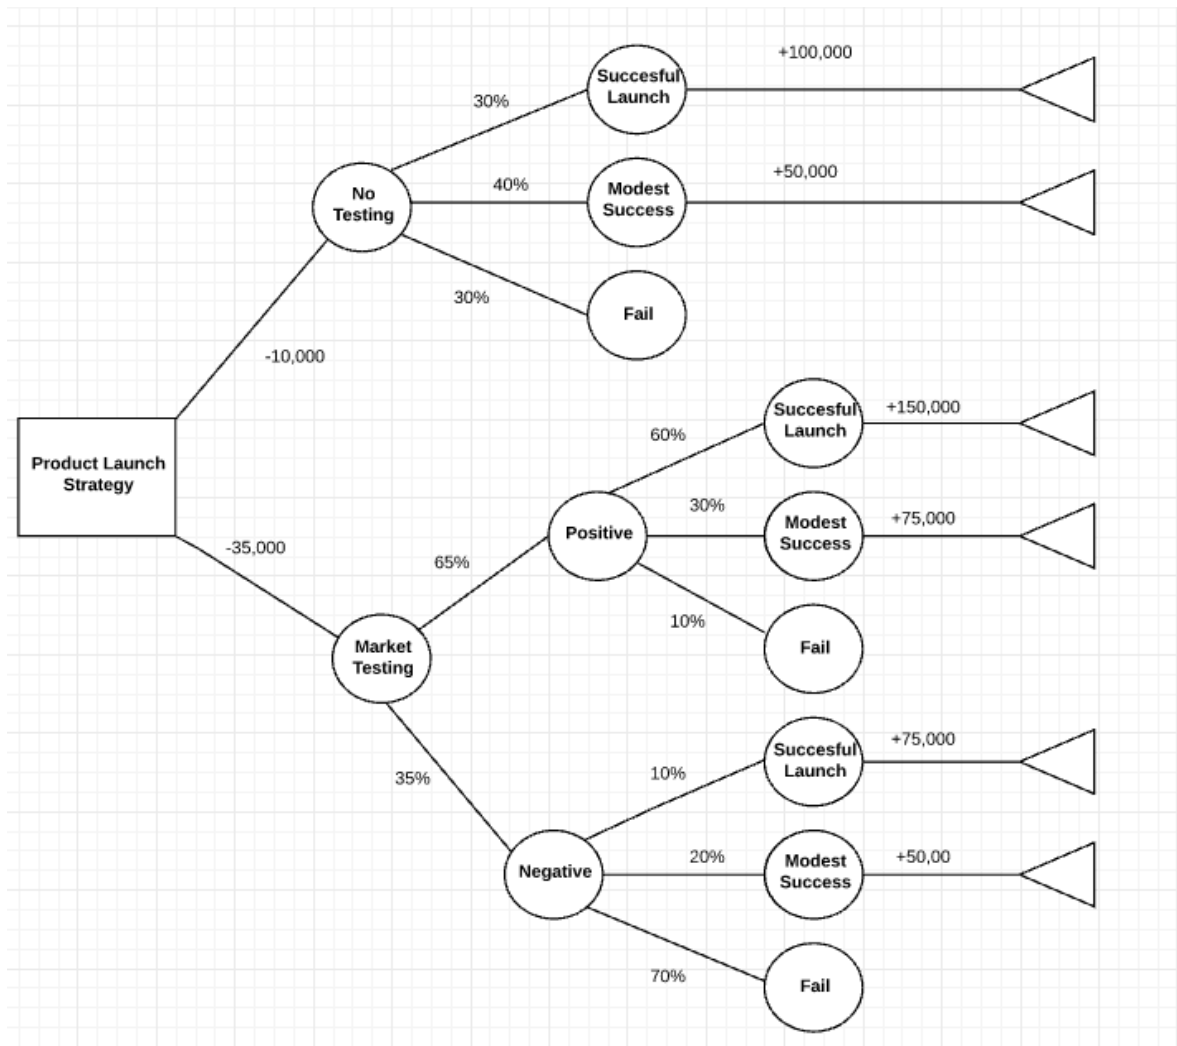 +100,000
Succesful
Launch
30%
+50,000
40%
Modest
Success
No
Testing
30%
Fail
-10,000
Succesful
Launch
+150,000
60%
Product Launch
Strategy
30%
+75,000
Modest
Success
Positive
-35,000
65%
10%
Fail
Market
Testing
+75,000
Succesful
Launch
10%
35%
20%
+50,00
Modest
Success
Negative
70%
Fail